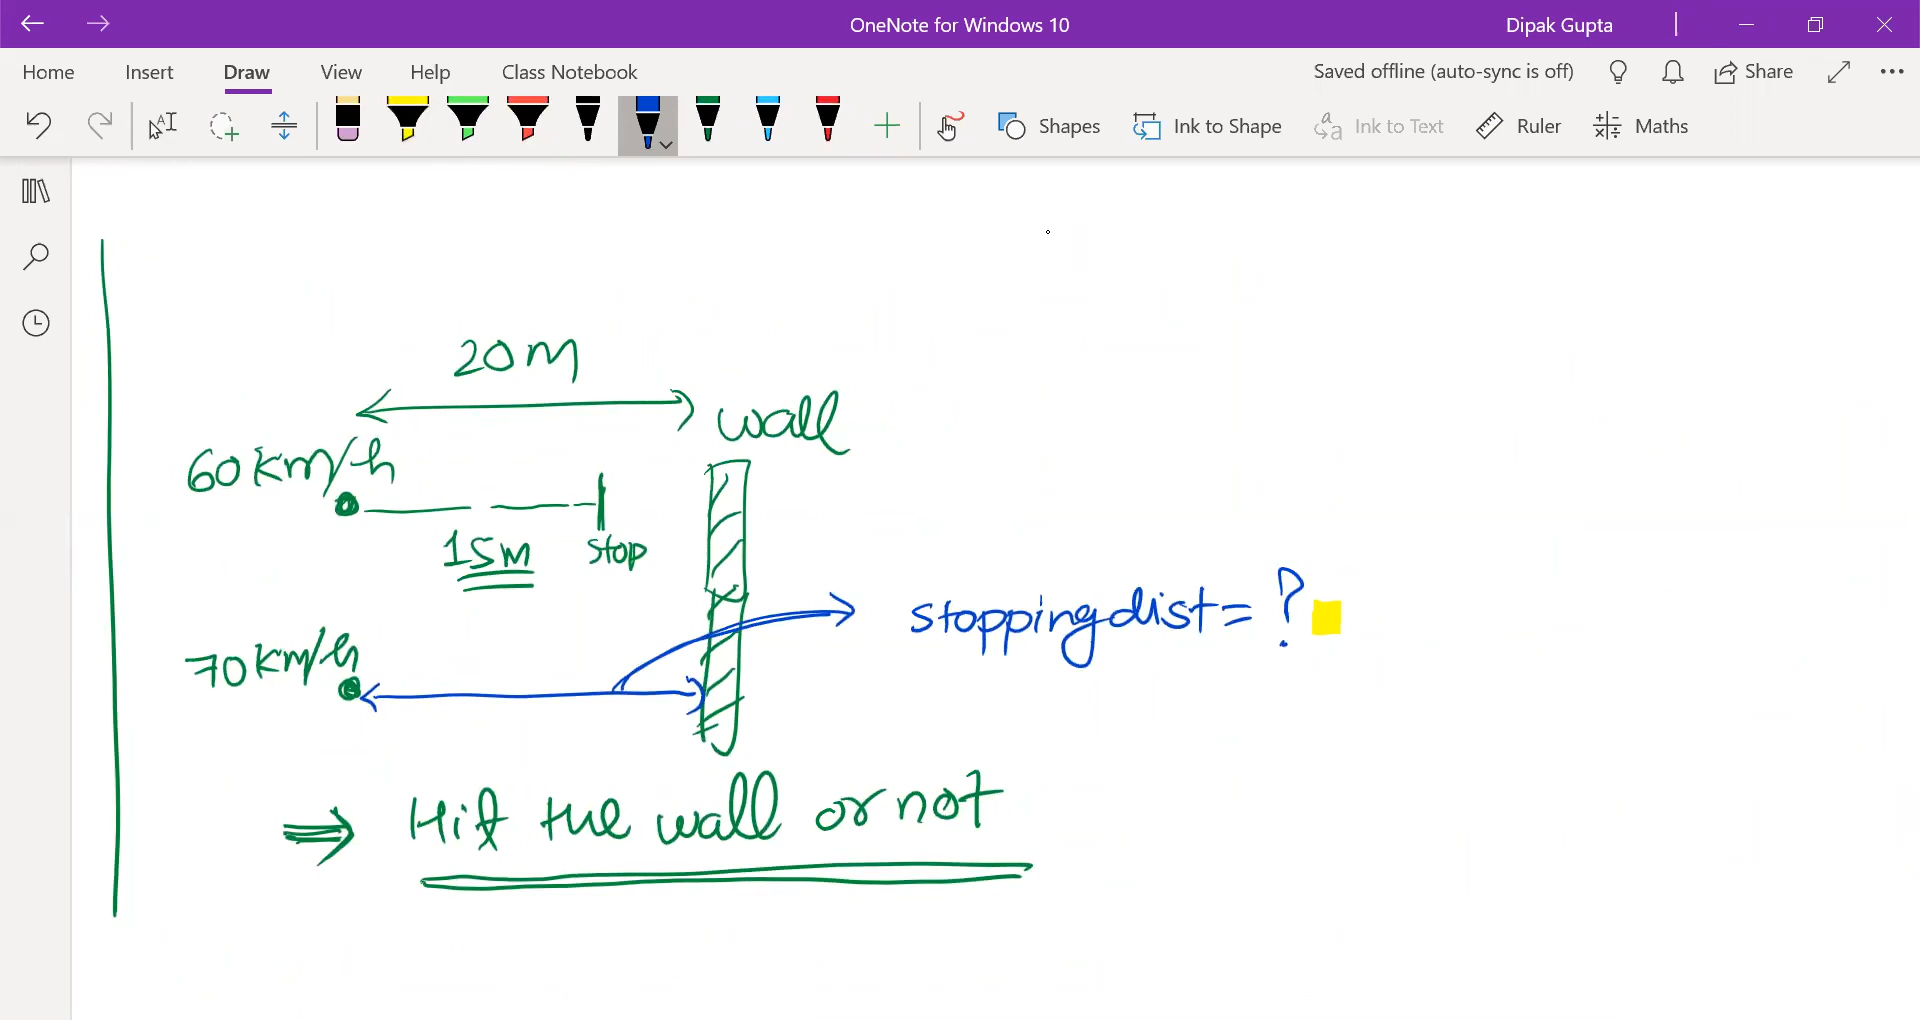 OneNote for Windows 10
Dipak Gupta
Home Insert Draw View Help Class Notebook
Saved offline (auto-sync is off) Share
Shapes Ink to Shape Ink to Text Ruler Maths
20m
wall
60 km/h
15m stop
stopping dist = ?
70 km/h
⇒ Hit the wall or not